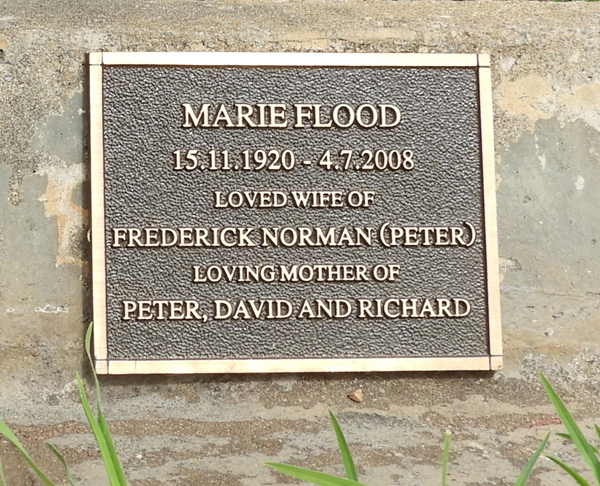 MARIE FLOOD
15.11.1920 - 4.7.2008
LOVED WIFE OF
FREDERICK NORMAN (PETER)
LOVING MOTHER OF
PETER, DAVID AND RICHARD